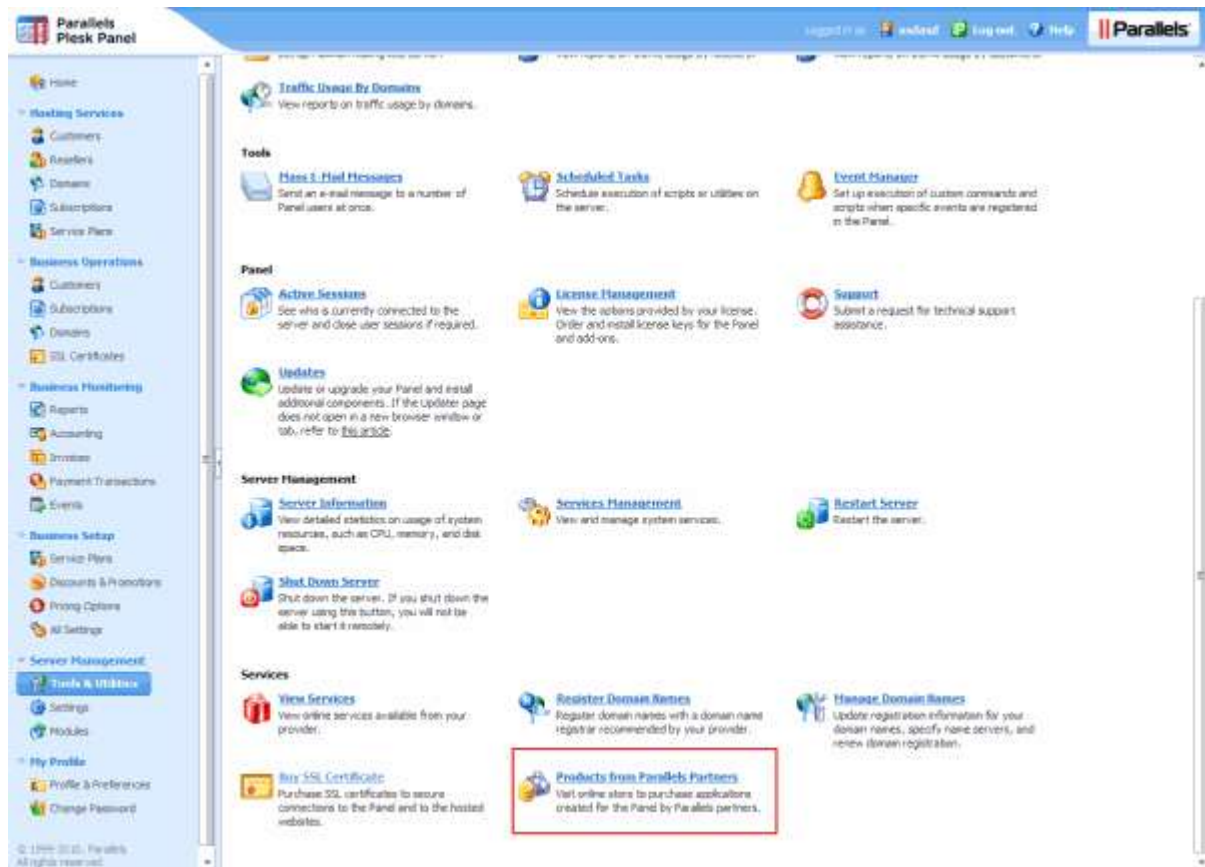 Parallels
Plesk Panel
Logged in as
Log out
Help
Parallels
Home
Hosting Services
Customers
Resellers
Domains
Subscriptions
Service Plans
Business Operations
Customers
Subscriptions
Domains
SSL Certificates
Business Monitoring
Reports
Accounting
Invoices
Payment Transactions
Events
Business Setup
Service Plans
Discounts & Promotions
Pricing Options
All Settings
Server Management
Tools & Utilities
Settings
Modules
My Profile
Profile & Preferences
Change Password
© 1999-2010, Parallels
All rights reserved
Traffic Usage By Domains
View reports on traffic usage by domains.
Tools
Mass E-Mail Messages
Send an e-mail message to a number of
Panel users at once.
Scheduled Tasks
Schedule execution of scripts or utilities on
the server.
Event Manager
Set up execution of custom commands and
scripts when specific events are registered
in the Panel.
Panel
Active Sessions
See who is currently connected to the
server and close user sessions if required.
License Management
View the options provided by your license.
Order and install license keys for the Panel
and add-ons.
Support
Submit a request for technical support
assistance.
Updates
Update or upgrade your Panel and install
additional components. If the Updater page
does not open in a new browser window or
tab, refer to this article.
Server Management
Server Information
View detailed statistics on usage of system
resources, such as CPU, memory, and disk
space.
Services Management
View and manage system services.
Restart Server
Restart the server.
Shut Down Server
Shut down the server. If you shut down the
server using this button, you will not be
able to start it remotely.
Services
View Services
View online services available from your
provider.
Register Domain Names
Register domain names with a domain name
registrar recommended by your provider.
Manage Domain Names
Update registration information for your
domain names, specify name servers, and
renew domain registration.
Buy SSL Certificate
Purchase SSL certificates to secure
connections to the Panel and to the hosted
websites.
Products from Parallels Partners
Visit online store to purchase applications
created for the Panel by Parallels partners.